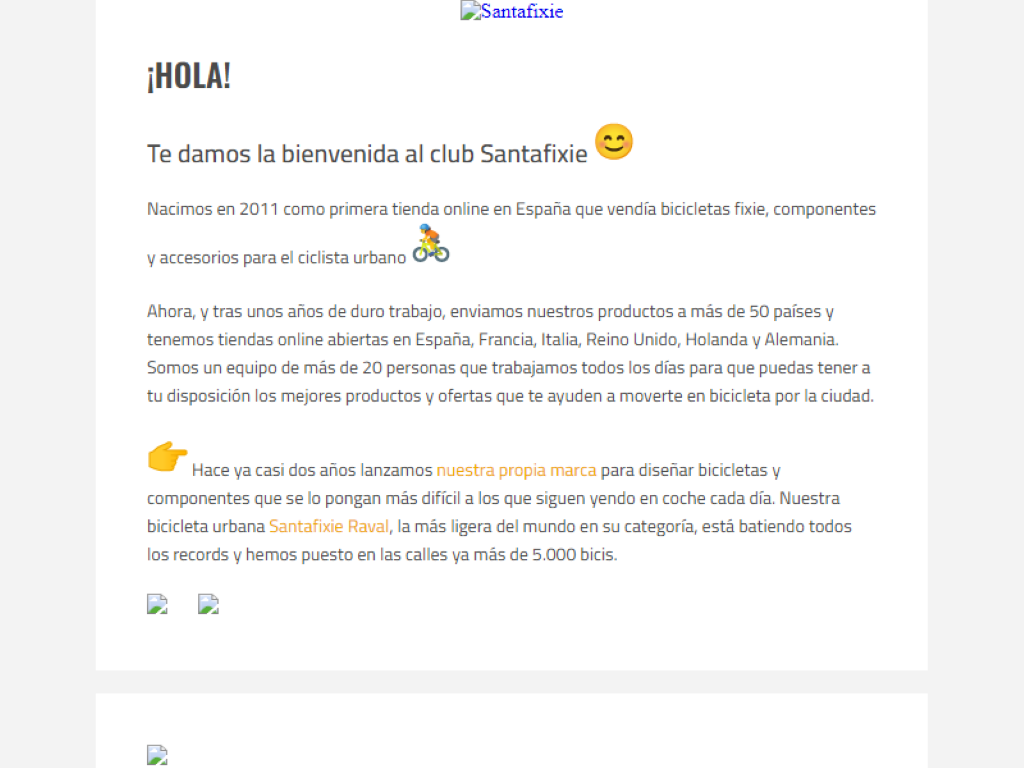 Santafixie
¡HOLA!
Te damos la bienvenida al club Santafixie 😊
Nacimos en 2011 como primera tienda online en España que vendía bicicletas fixie, componentes
y accesorios para el ciclista urbano 🚴
Ahora, y tras unos años de duro trabajo, enviamos nuestros productos a más de 50 países y
tenemos tiendas online abiertas en España, Francia, Italia, Reino Unido, Holanda y Alemania.
Somos un equipo de más de 20 personas que trabajamos todos los días para que puedas tener a
tu disposición los mejores productos y ofertas que te ayuden a moverte en bicicleta por la ciudad.
👉 Hace ya casi dos años lanzamos nuestra propia marca para diseñar bicicletas y
componentes que se lo pongan más difícil a los que siguen yendo en coche cada día. Nuestra
bicicleta urbana Santafixie Raval, la más ligera del mundo en su categoría, está batiendo todos
los records y hemos puesto en las calles ya más de 5.000 bicis.